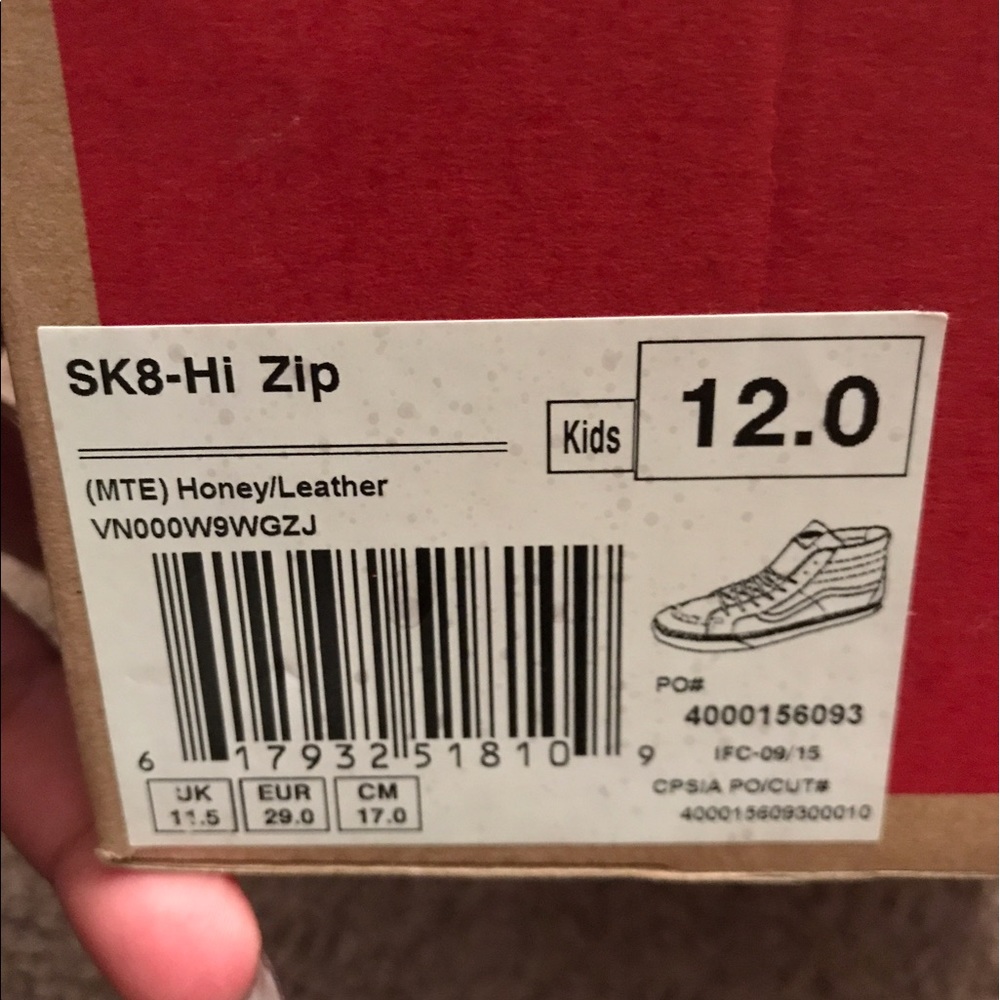 SK8-Hi Zip
Kids
12.0
(MTE) Honey/Leather
VN000W9WGZJ
6 17932 51810 9
PO#
4000156093
IFC-09/15
CPSIA PO/CUT#
400015609300010
UK EUR CM
11.5 29.0 17.0